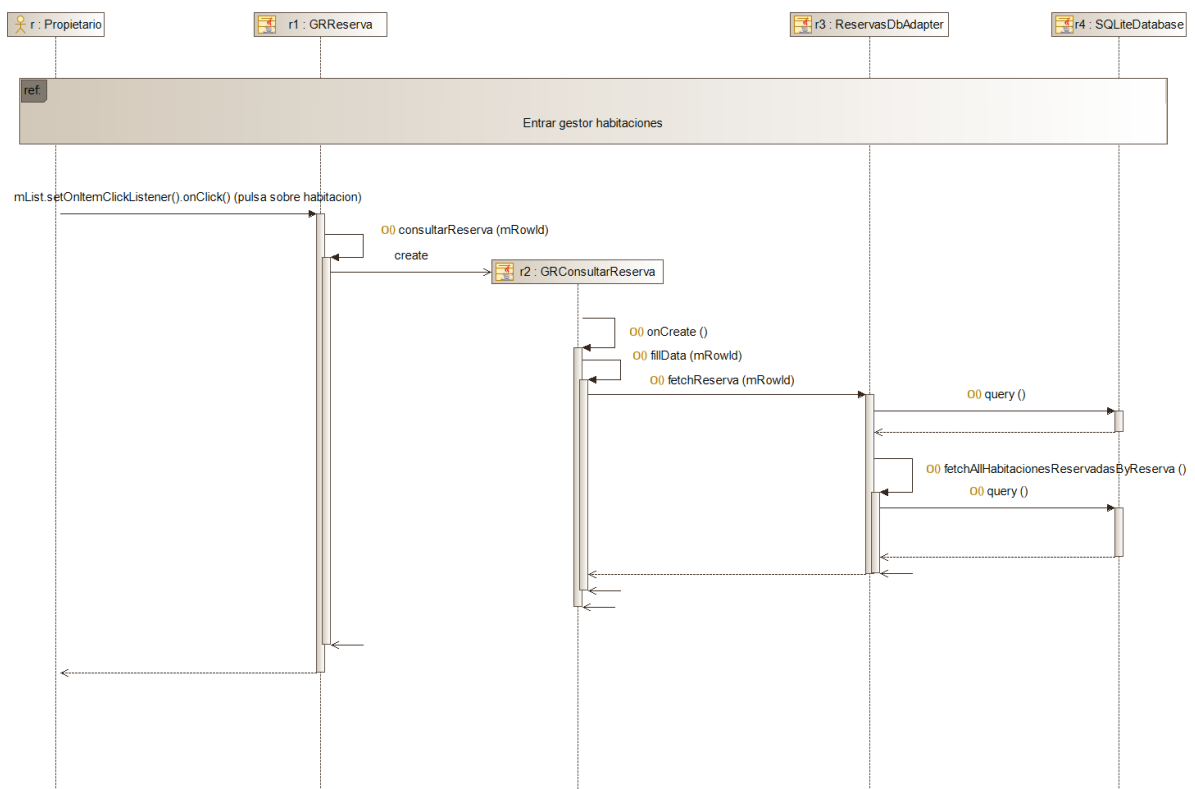 r : Propietario
r1 : GRReserva
r3 : ReservasDbAdapter
r4 : SQLiteDatabase
ref:
Entrar gestor habitaciones
mList.setOnItemClickListener().onClick() (pulsa sobre habitacion)
O() consultarReserva (mRowId)
create
r2 : GRConsultarReserva
O() onCreate ()
O() fillData (mRowId)
O() fetchReserva (mRowId)
O() query ()
O() fetchAllHabitacionesReservadasByReserva ()
O() query ()